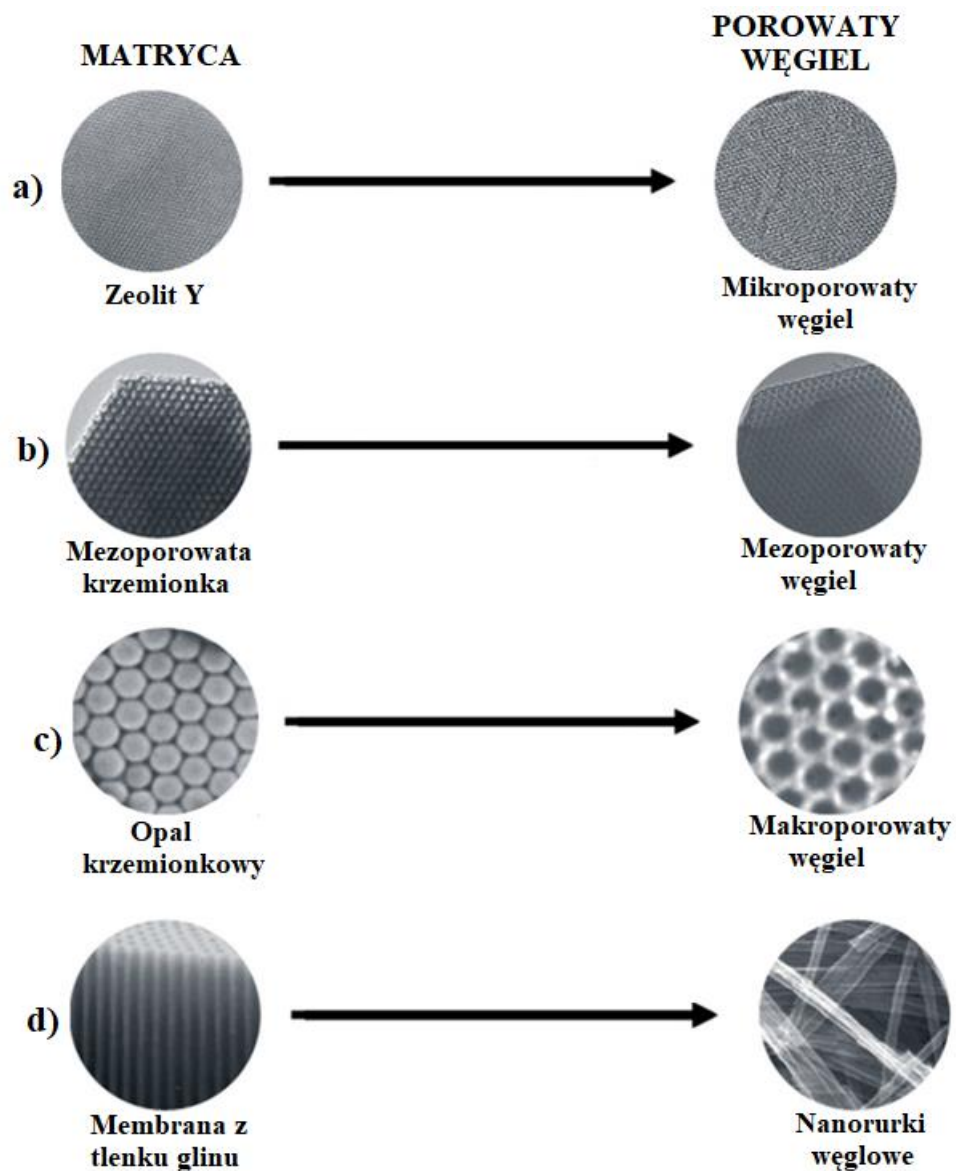 MATRYCA
POROWATY
WĘGIEL
a)
Zeolit Y
Mikroporowaty
węgiel
b)
Mezoporowata
krzemionka
Mezoporowaty
węgiel
c)
Opal
krzemionkowy
Makroporowaty
węgiel
d)
Membrana z
tlenku glinu
Nanorurki
węglowe